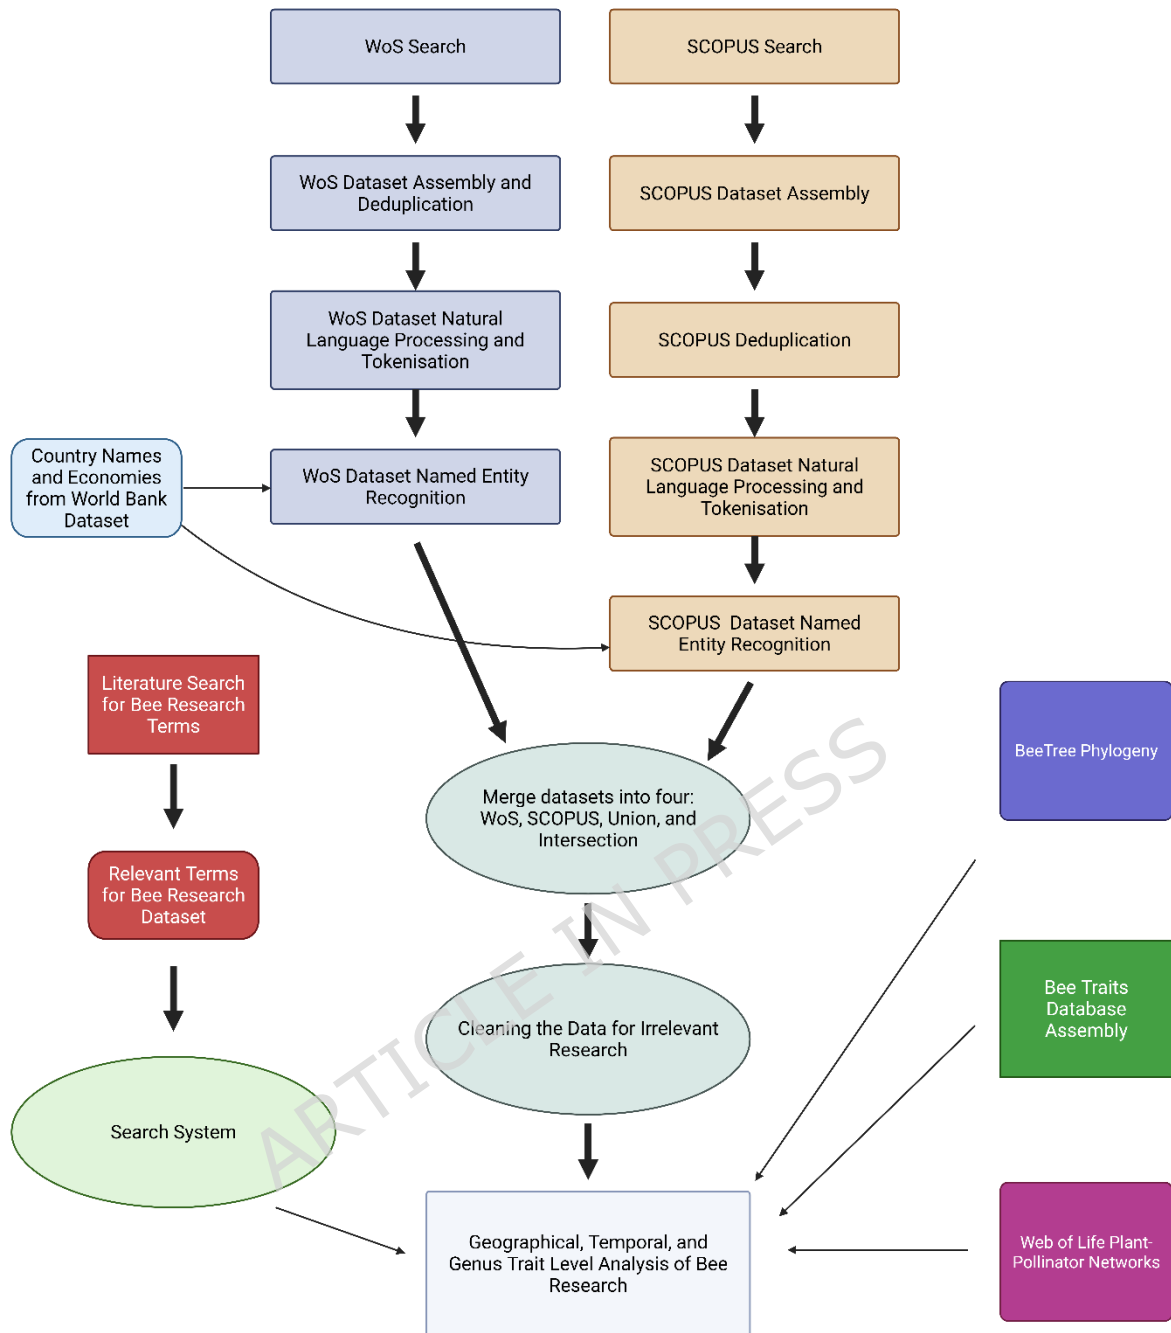 WoS Search
SCOPUS Search
WoS Dataset Assembly and
Deduplication
SCOPUS Dataset Assembly
WoS Dataset Natural
Language Processing and
Tokenisation
SCOPUS Deduplication
Country Names
and Economies
from World Bank
Dataset
WoS Dataset Named Entity
Recognition
SCOPUS Dataset Natural
Language Processing and
Tokenisation
SCOPUS Dataset Named
Entity Recognition
Literature Search
for Bee Research
Terms
BeeTree Phylogeny
Merge datasets into four:
WoS, SCOPUS, Union, and
Intersection
Relevant Terms
for Bee Research
Dataset
Cleaning the Data for Irrelevant
Research
Bee Traits
Database
Assembly
Search System
Geographical, Temporal, and
Genus Trait Level Analysis of Bee
Research
Web of Life Plant-
Pollinator Networks
ARTICLE IN PRESS